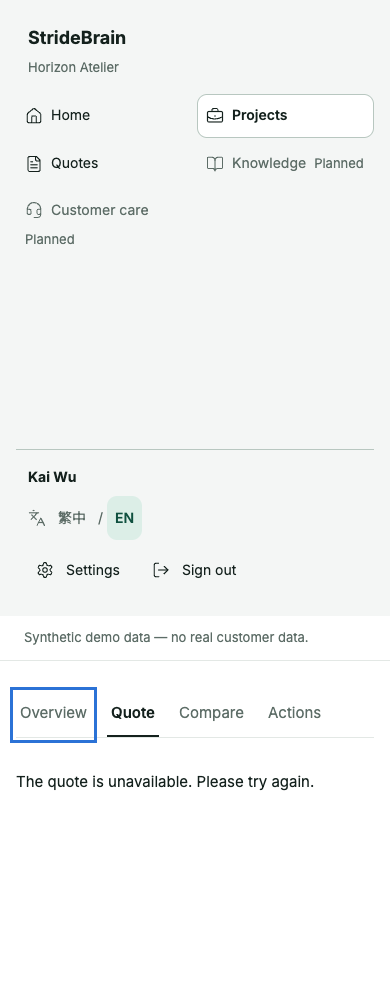 StrideBrain
Horizon Atelier
Home
Projects
Quotes
Knowledge Planned
Customer care
Planned
Kai Wu
繁中 / EN
Settings
Sign out
Synthetic demo data — no real customer data.
Overview Quote Compare Actions
The quote is unavailable. Please try again.